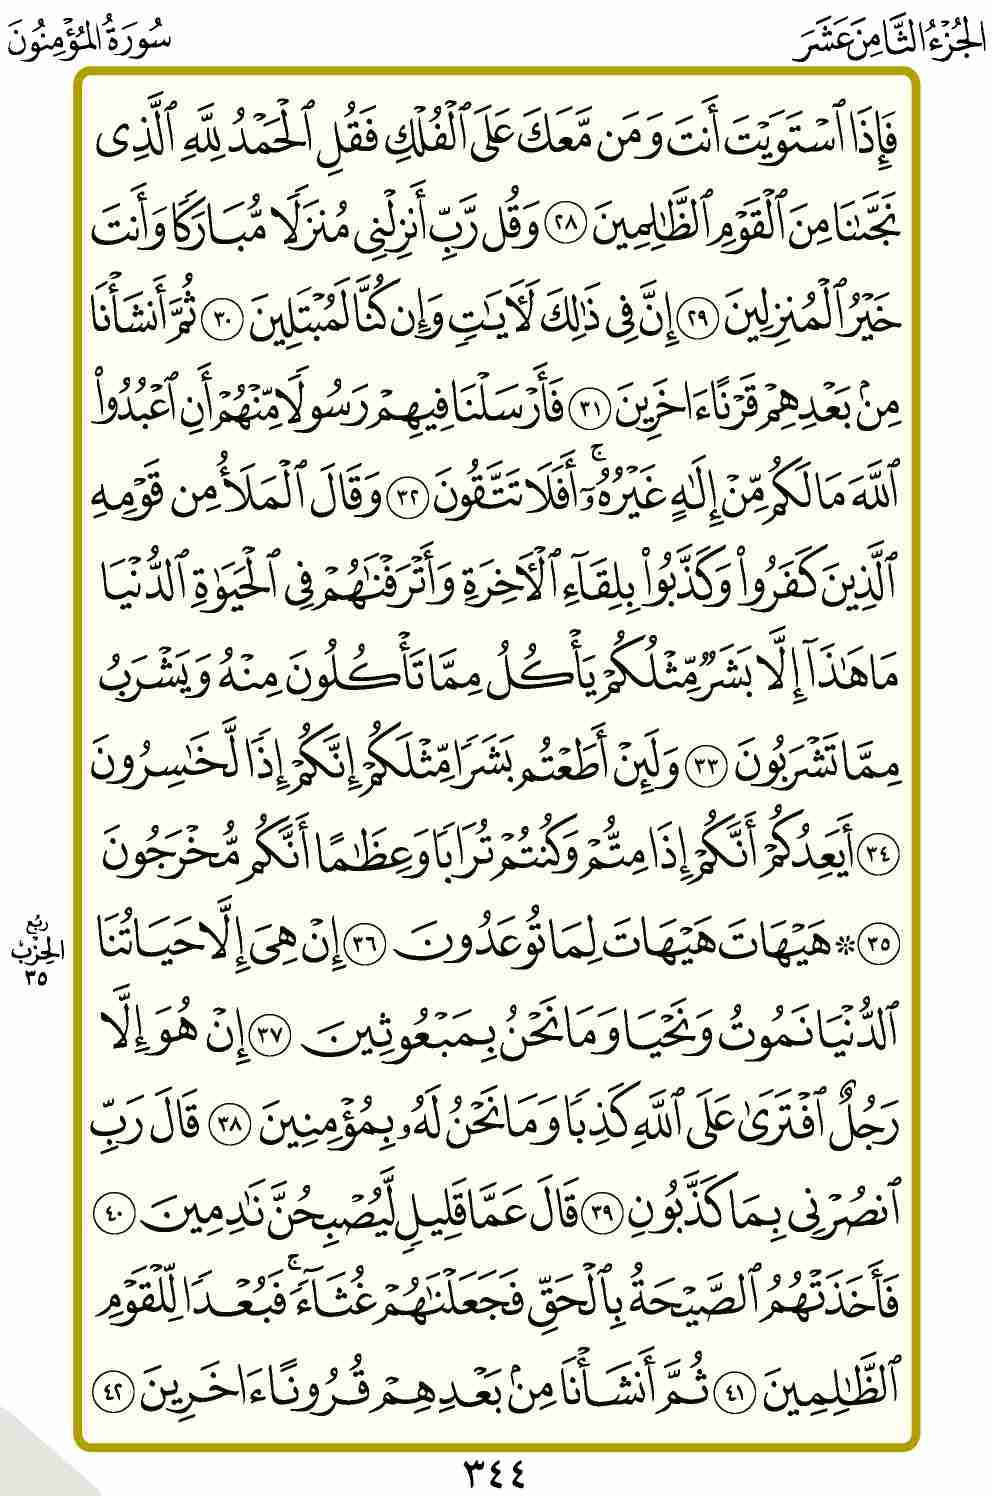 الجُزْءُ الثَّامِنَ عَشَرَ
سُورَةُ المُؤْمِنُونَ
فَإِذَا ٱسْتَوَيْتَ أَنتَ وَمَن مَّعَكَ عَلَى ٱلْفُلْكِ فَقُلِ ٱلْحَمْدُ لِلَّهِ ٱلَّذِى
نَجَّىٰنَا مِنَ ٱلْقَوْمِ ٱلظَّـٰلِمِينَ ٢٨ وَقُل رَّبِّ أَنزِلْنِى مُنزَلًا مُّبَارَكًا وَأَنتَ
خَيْرُ ٱلْمُنزِلِينَ ٢٩ إِنَّ فِى ذَٰلِكَ لَـَٔايَـٰتٍ وَإِن كُنَّا لَمُبْتَلِينَ ٣٠ ثُمَّ أَنشَأْنَا
مِنۢ بَعْدِهِمْ قَرْنًا ءَاخَرِينَ ٣١ فَأَرْسَلْنَا فِيهِمْ رَسُولًا مِّنْهُمْ أَنِ ٱعْبُدُوا۟
ٱللَّهَ مَا لَكُم مِّنْ إِلَـٰهٍ غَيْرُهُۥٓ ۚ أَفَلَا تَتَّقُونَ ٣٢ وَقَالَ ٱلْمَلَأُ مِن قَوْمِهِ
ٱلَّذِينَ كَفَرُوا۟ وَكَذَّبُوا۟ بِلِقَآءِ ٱلْـَٔاخِرَةِ وَأَتْرَفْنَـٰهُمْ فِى ٱلْحَيَوٰةِ ٱلدُّنْيَا
مَا هَـٰذَآ إِلَّا بَشَرٌ مِّثْلُكُمْ يَأْكُلُ مِمَّا تَأْكُلُونَ مِنْهُ وَيَشْرَبُ
مِمَّا تَشْرَبُونَ ٣٣ وَلَئِنْ أَطَعْتُم بَشَرًا مِّثْلَكُمْ إِنَّكُمْ إِذًا لَّخَـٰسِرُونَ
٣٤ أَيَعِدُكُمْ أَنَّكُمْ إِذَا مِتُّمْ وَكُنتُمْ تُرَابًا وَعِظَـٰمًا أَنَّكُم مُّخْرَجُونَ
٣٥ ۞ هَيْهَاتَ هَيْهَاتَ لِمَا تُوعَدُونَ ٣٦ إِنْ هِىَ إِلَّا حَيَاتُنَا
رُبُع
الحِزْب
٣٥
ٱلدُّنْيَا نَمُوتُ وَنَحْيَا وَمَا نَحْنُ بِمَبْعُوثِينَ ٣٧ إِنْ هُوَ إِلَّا
رَجُلٌ ٱفْتَرَىٰ عَلَى ٱللَّهِ كَذِبًا وَمَا نَحْنُ لَهُۥ بِمُؤْمِنِينَ ٣٨ قَالَ رَبِّ
ٱنصُرْنِى بِمَا كَذَّبُونِ ٣٩ قَالَ عَمَّا قَلِيلٍ لَّيُصْبِحُنَّ نَـٰدِمِينَ ٤٠
فَأَخَذَتْهُمُ ٱلصَّيْحَةُ بِٱلْحَقِّ فَجَعَلْنَـٰهُمْ غُثَآءً ۚ فَبُعْدًا لِّلْقَوْمِ
ٱلظَّـٰلِمِينَ ٤١ ثُمَّ أَنشَأْنَا مِنۢ بَعْدِهِمْ قُرُونًا ءَاخَرِينَ ٤٢
٣٤٤